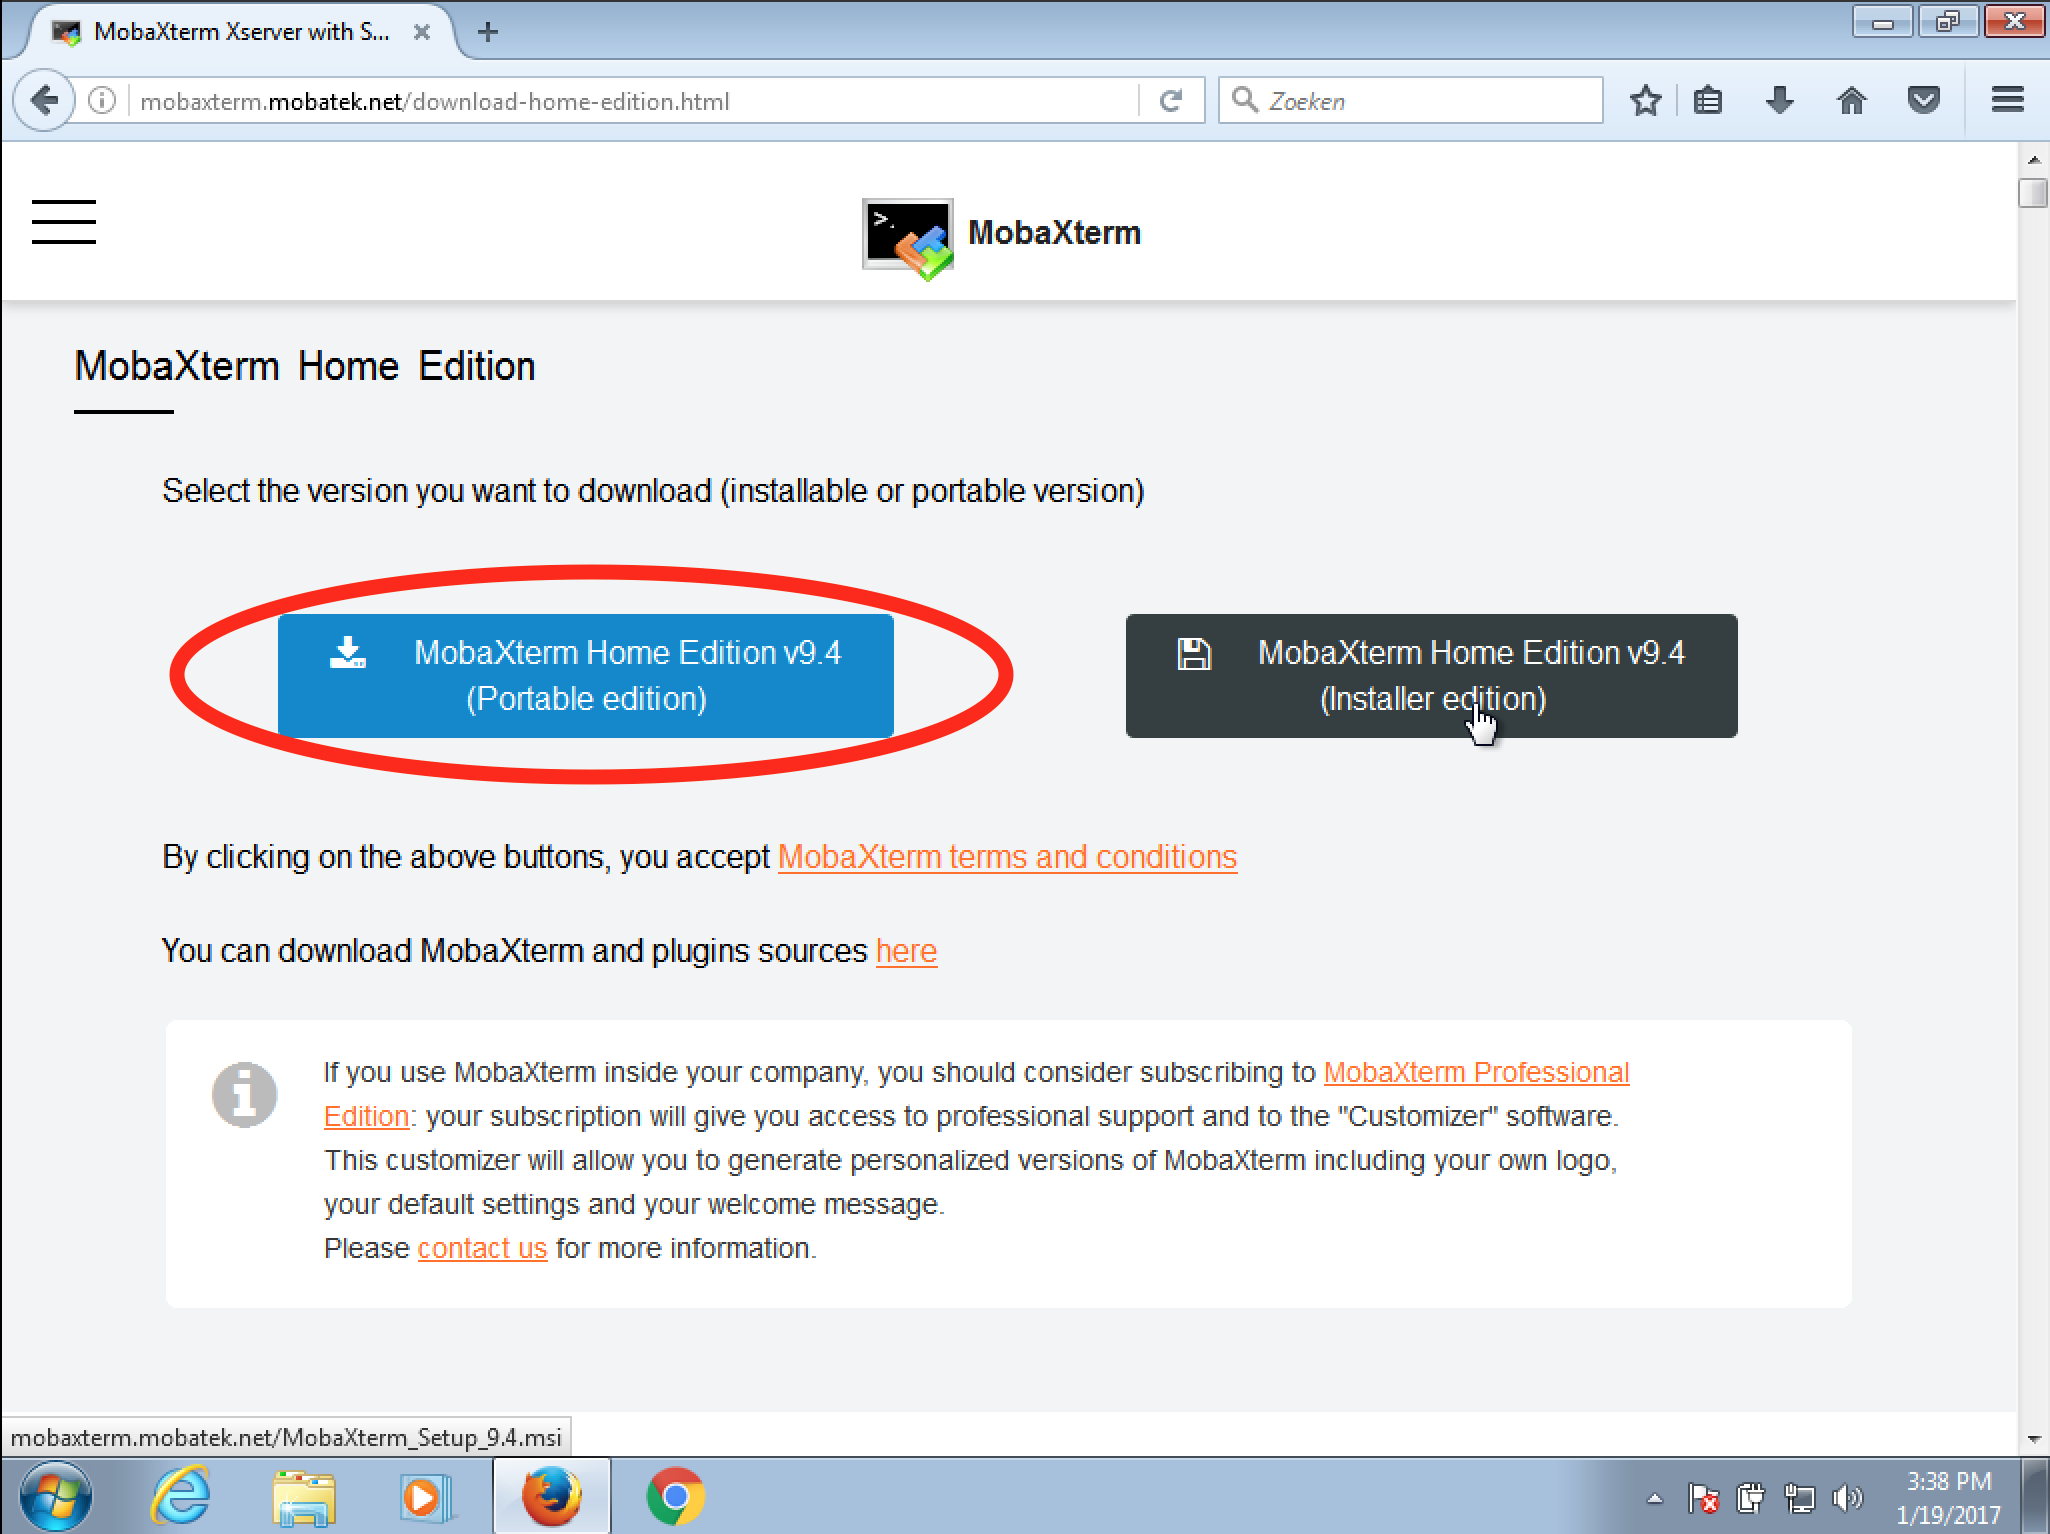 MobaXterm Xserver with S...
mobaxterm.mobatek.net/download-home-edition.html
Zoeken
>.
MobaXterm
MobaXterm Home Edition
Select the version you want to download (installable or portable version)
MobaXterm Home Edition v9.4
(Portable edition)
MobaXterm Home Edition v9.4
(Installer edition)
By clicking on the above buttons, you accept MobaXterm terms and conditions
You can download MobaXterm and plugins sources here
If you use MobaXterm inside your company, you should consider subscribing to MobaXterm Professional
Edition: your subscription will give you access to professional support and to the "Customizer" software.
This customizer will allow you to generate personalized versions of MobaXterm including your own logo,
your default settings and your welcome message.
Please contact us for more information.
mobaxterm.mobatek.net/MobaXterm_Setup_9.4.msi
3:38 PM
1/19/2017